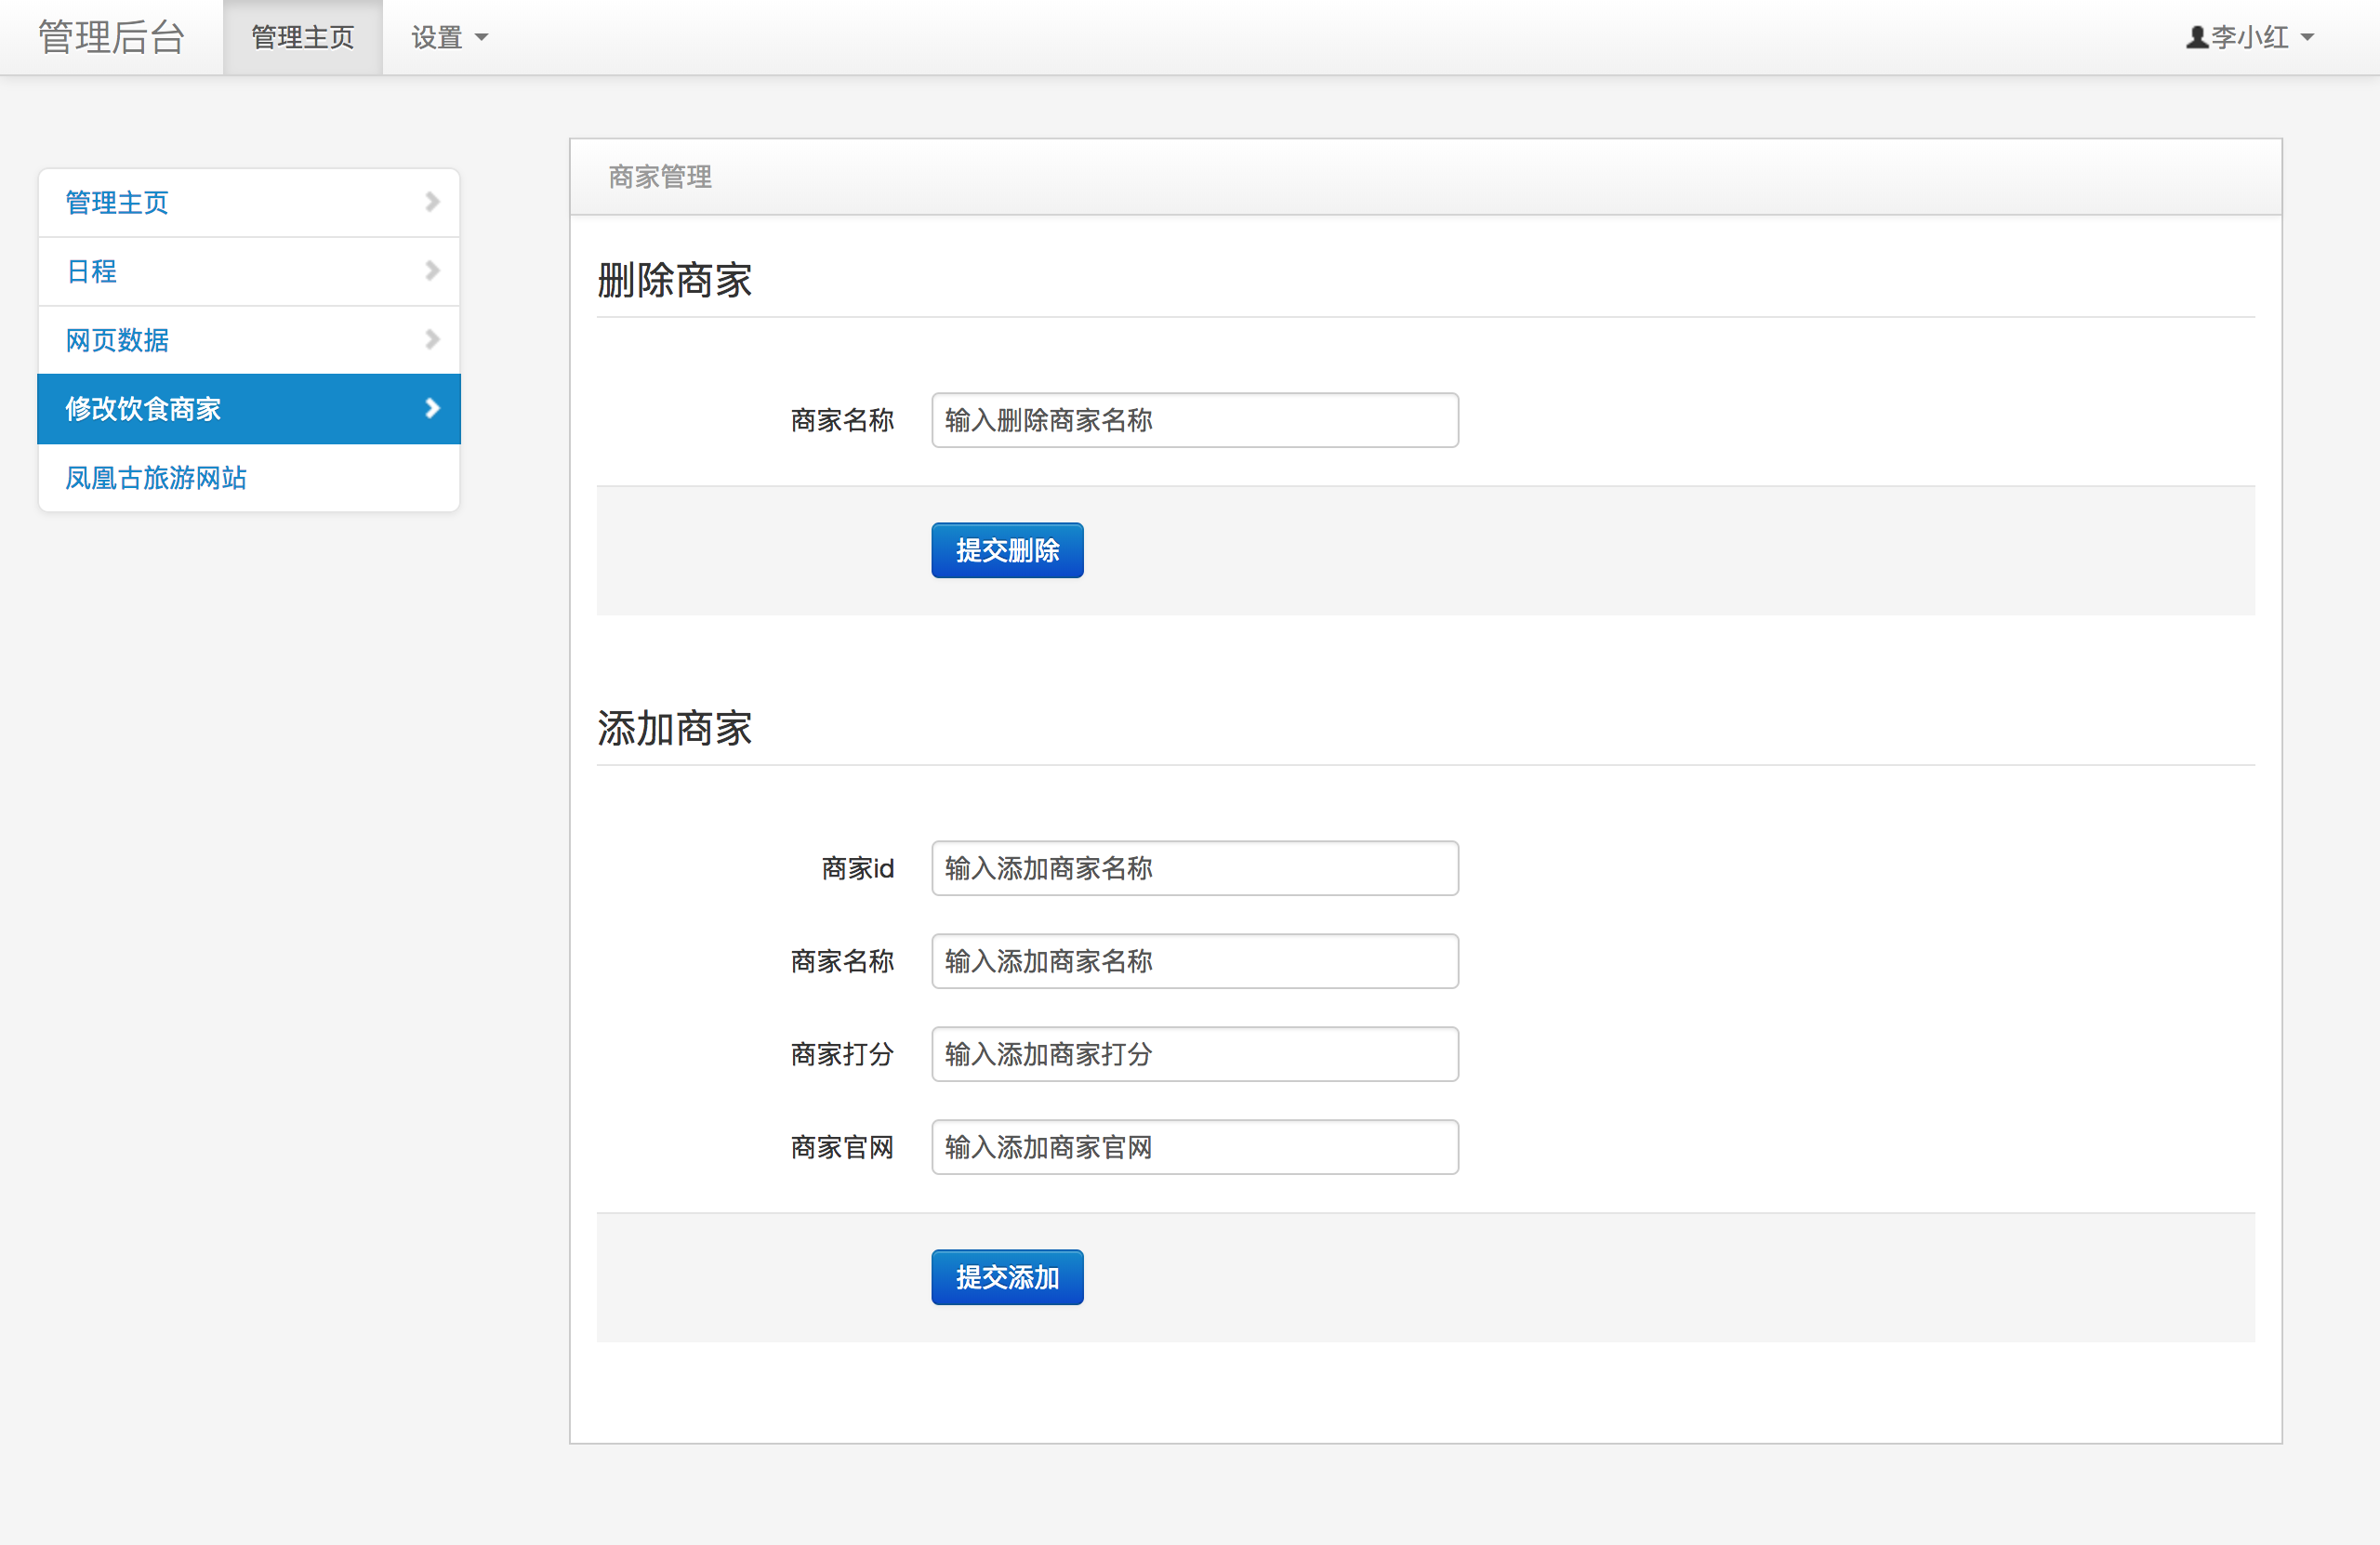 管理后台 管理主页 设置 李小红
管理主页
日程
网页数据
修改饮食商家
凤凰古旅游网站
商家管理
删除商家
商家名称 输入删除商家名称
提交删除
添加商家
商家id 输入添加商家名称
商家名称 输入添加商家名称
商家打分 输入添加商家打分
商家官网 输入添加商家官网
提交添加